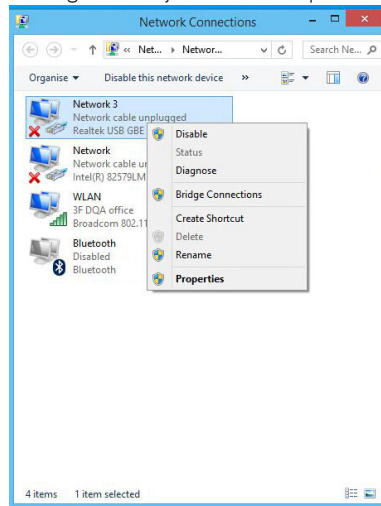 Network Connections
Net... Networ...
Search Ne...
Organise
Disable this network device
»
Network 3
Network cable unplugged
Realtek USB GBE
Network
Network cable un
Intel(R) 82579LM
WLAN
3F DQA office
Broadcom 802.11
Bluetooth
Disabled
Bluetooth
Disable
Status
Diagnose
Bridge Connections
Create Shortcut
Delete
Rename
Properties
4 items 1 item selected